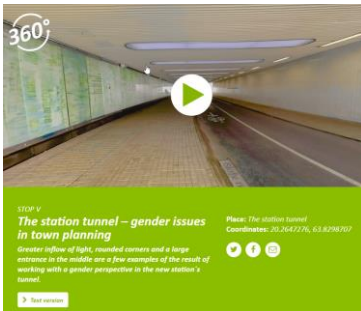 360°
STOP V
The station tunnel – gender issues
in town planning
Greater inflow of light, rounded corners and a large
entrance in the middle are a few examples of the result of
working with a gender perspective in the new station´s
tunnel.
Text version
Place: The station tunnel
Coordinates: 20.2647276, 63.8298707